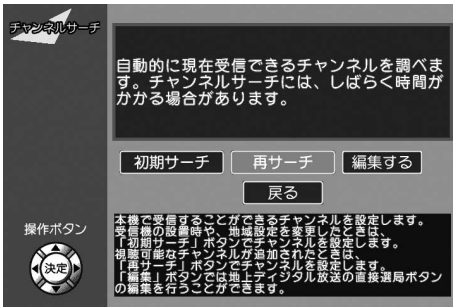 チャンネルサーチ
自動的に現在受信できるチャンネルを調べま
す。チャンネルサーチには、しばらく時間が
かかる場合があります。
初期サーチ 再サーチ 編集する
戻る
操作ボタン
決定
本機で受信することができるチャンネルを設定します。
受信機の設置時や、地域設定を変更したときは、
「初期サーチ」ボタンでチャンネルを設定します。
視聴可能なチャンネルが追加されたときは、
「再サーチ」ボタンでチャンネルを設定します。
「編集」ボタンでは地上ディジタル放送の直接選局ボタン
の編集を行うことができます。